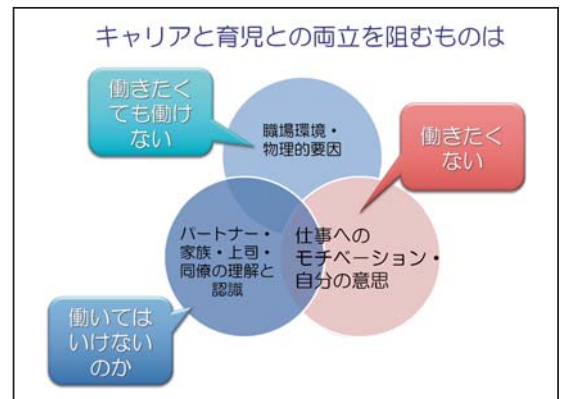 キャリアと育児との両立を阻むものは
働きたく
ても働け
ない
職場環境・
物理的要因
働きたく
ない
パートナー・
家族・上司・
同僚の理解と
認識
仕事への
モチベーション・
自分の意思
働いては
いけない
のか